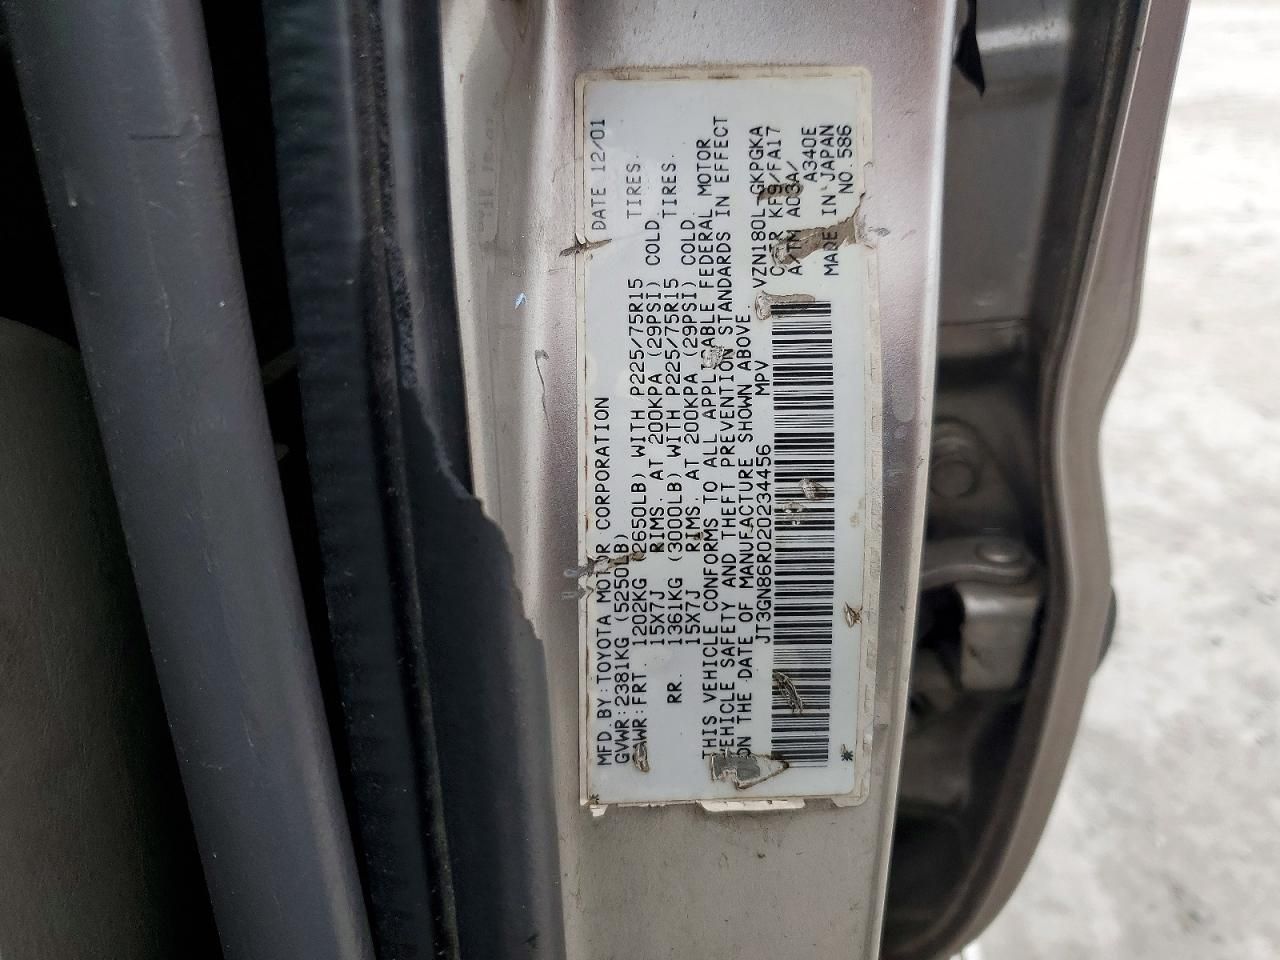 MFD. BY: TOYOTA MOTOR CORPORATION DATE 12/01
GVWR: 2381KG (5250LB)
GAWR: FRT 1202KG (2650LB) WITH P225/75R15 TIRES.
15X7J RIMS. AT 200KPA (29PSI) COLD.
RR. 1361KG (3000LB) WITH P225/75R15 TIRES.
15X7J RIMS. AT 200KPA (29PSI) COLD.
THIS VEHICLE CONFORMS TO ALL APPLICABLE FEDERAL MOTOR
VEHICLE SAFETY AND THEFT PREVENTION STANDARDS IN EFFECT
ON THE DATE OF MANUFACTURE SHOWN ABOVE.
JT3GN86R020234456 MPV VZN180L-GKPGKA
C/TR KF9/FA17
A/TM A03A/
A340E
MADE IN JAPAN
* NO. 586